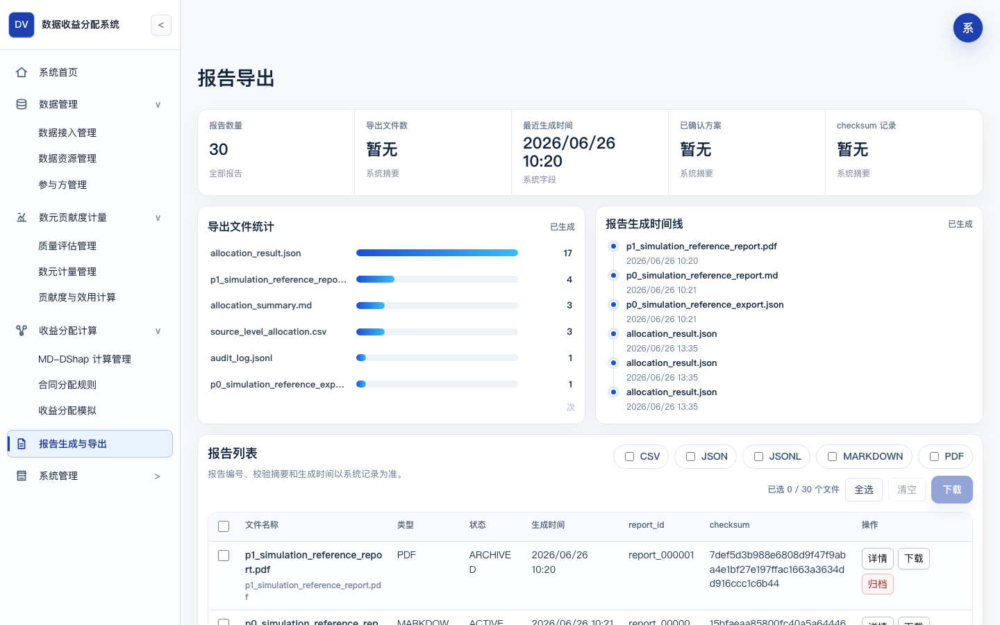 DV
数据收益分配系统
<
系
系统首页
数据管理
∨
数据接入管理
数据资源管理
参与方管理
数元贡献度计量
∨
质量评估管理
数元计量管理
贡献度与效用计算
收益分配计算
∨
MD-DShap 计算管理
合同分配规则
收益分配模拟
报告生成与导出
系统管理
>
报告导出
报告数量
30
全部报告
导出文件数
暂无
系统摘要
最近生成时间
2026/06/26
10:20
系统字段
已确认方案
暂无
系统摘要
checksum 记录
暂无
系统摘要
导出文件统计
已生成
allocation_result.json 17
p1_simulation_reference_repo... 4
allocation_summary.md 3
source_level_allocation.csv 3
audit_log.jsonl 1
p0_simulation_reference_exp... 1
次
报告生成时间线
已生成
p1_simulation_reference_report.pdf
2026/06/26 10:20
p0_simulation_reference_report.md
2026/06/26 10:21
p0_simulation_reference_export.json
2026/06/26 10:21
allocation_result.json
2026/06/26 13:35
allocation_result.json
2026/06/26 13:35
allocation_result.json
2026/06/26 13:35
报告列表
报告编号、校验摘要和生成时间以系统记录为准。
CSV JSON JSONL MARKDOWN PDF
已选 0 / 30 个文件 全选 清空 下载
文件名称 类型 状态 生成时间 report_id checksum 操作
p1_simulation_reference_repo
rt.pdf
p1_simulation_reference_report.pd
f
PDF
ARCHIVE
D
2026/06/26
10:20
report_000001
7def5d3b988e6808d9f47f9ab
a4e1bf27e197ffac1663a3634d
d916ccc1c6b44
详情 下载
归档
p0_simulation_reference_rep
MARKDOW
ACTIVE
2026/06/26 10:21
report_00000
15bfaeaa85800fc40a5a64446
详情 下载